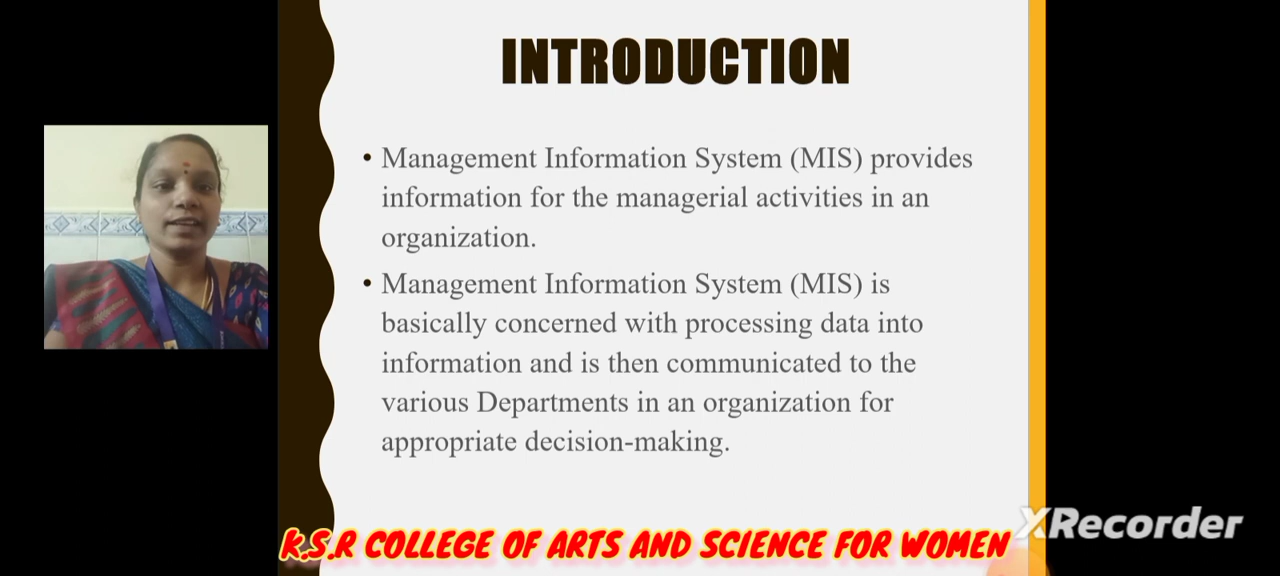 INTRODUCTION
• Management Information System (MIS) provides
information for the managerial activities in an
organization.
• Management Information System (MIS) is
basically concerned with processing data into
information and is then communicated to the
various Departments in an organization for
appropriate decision-making.
K.S.R COLLEGE OF ARTS AND SCIENCE FOR WOMEN
XRecorder